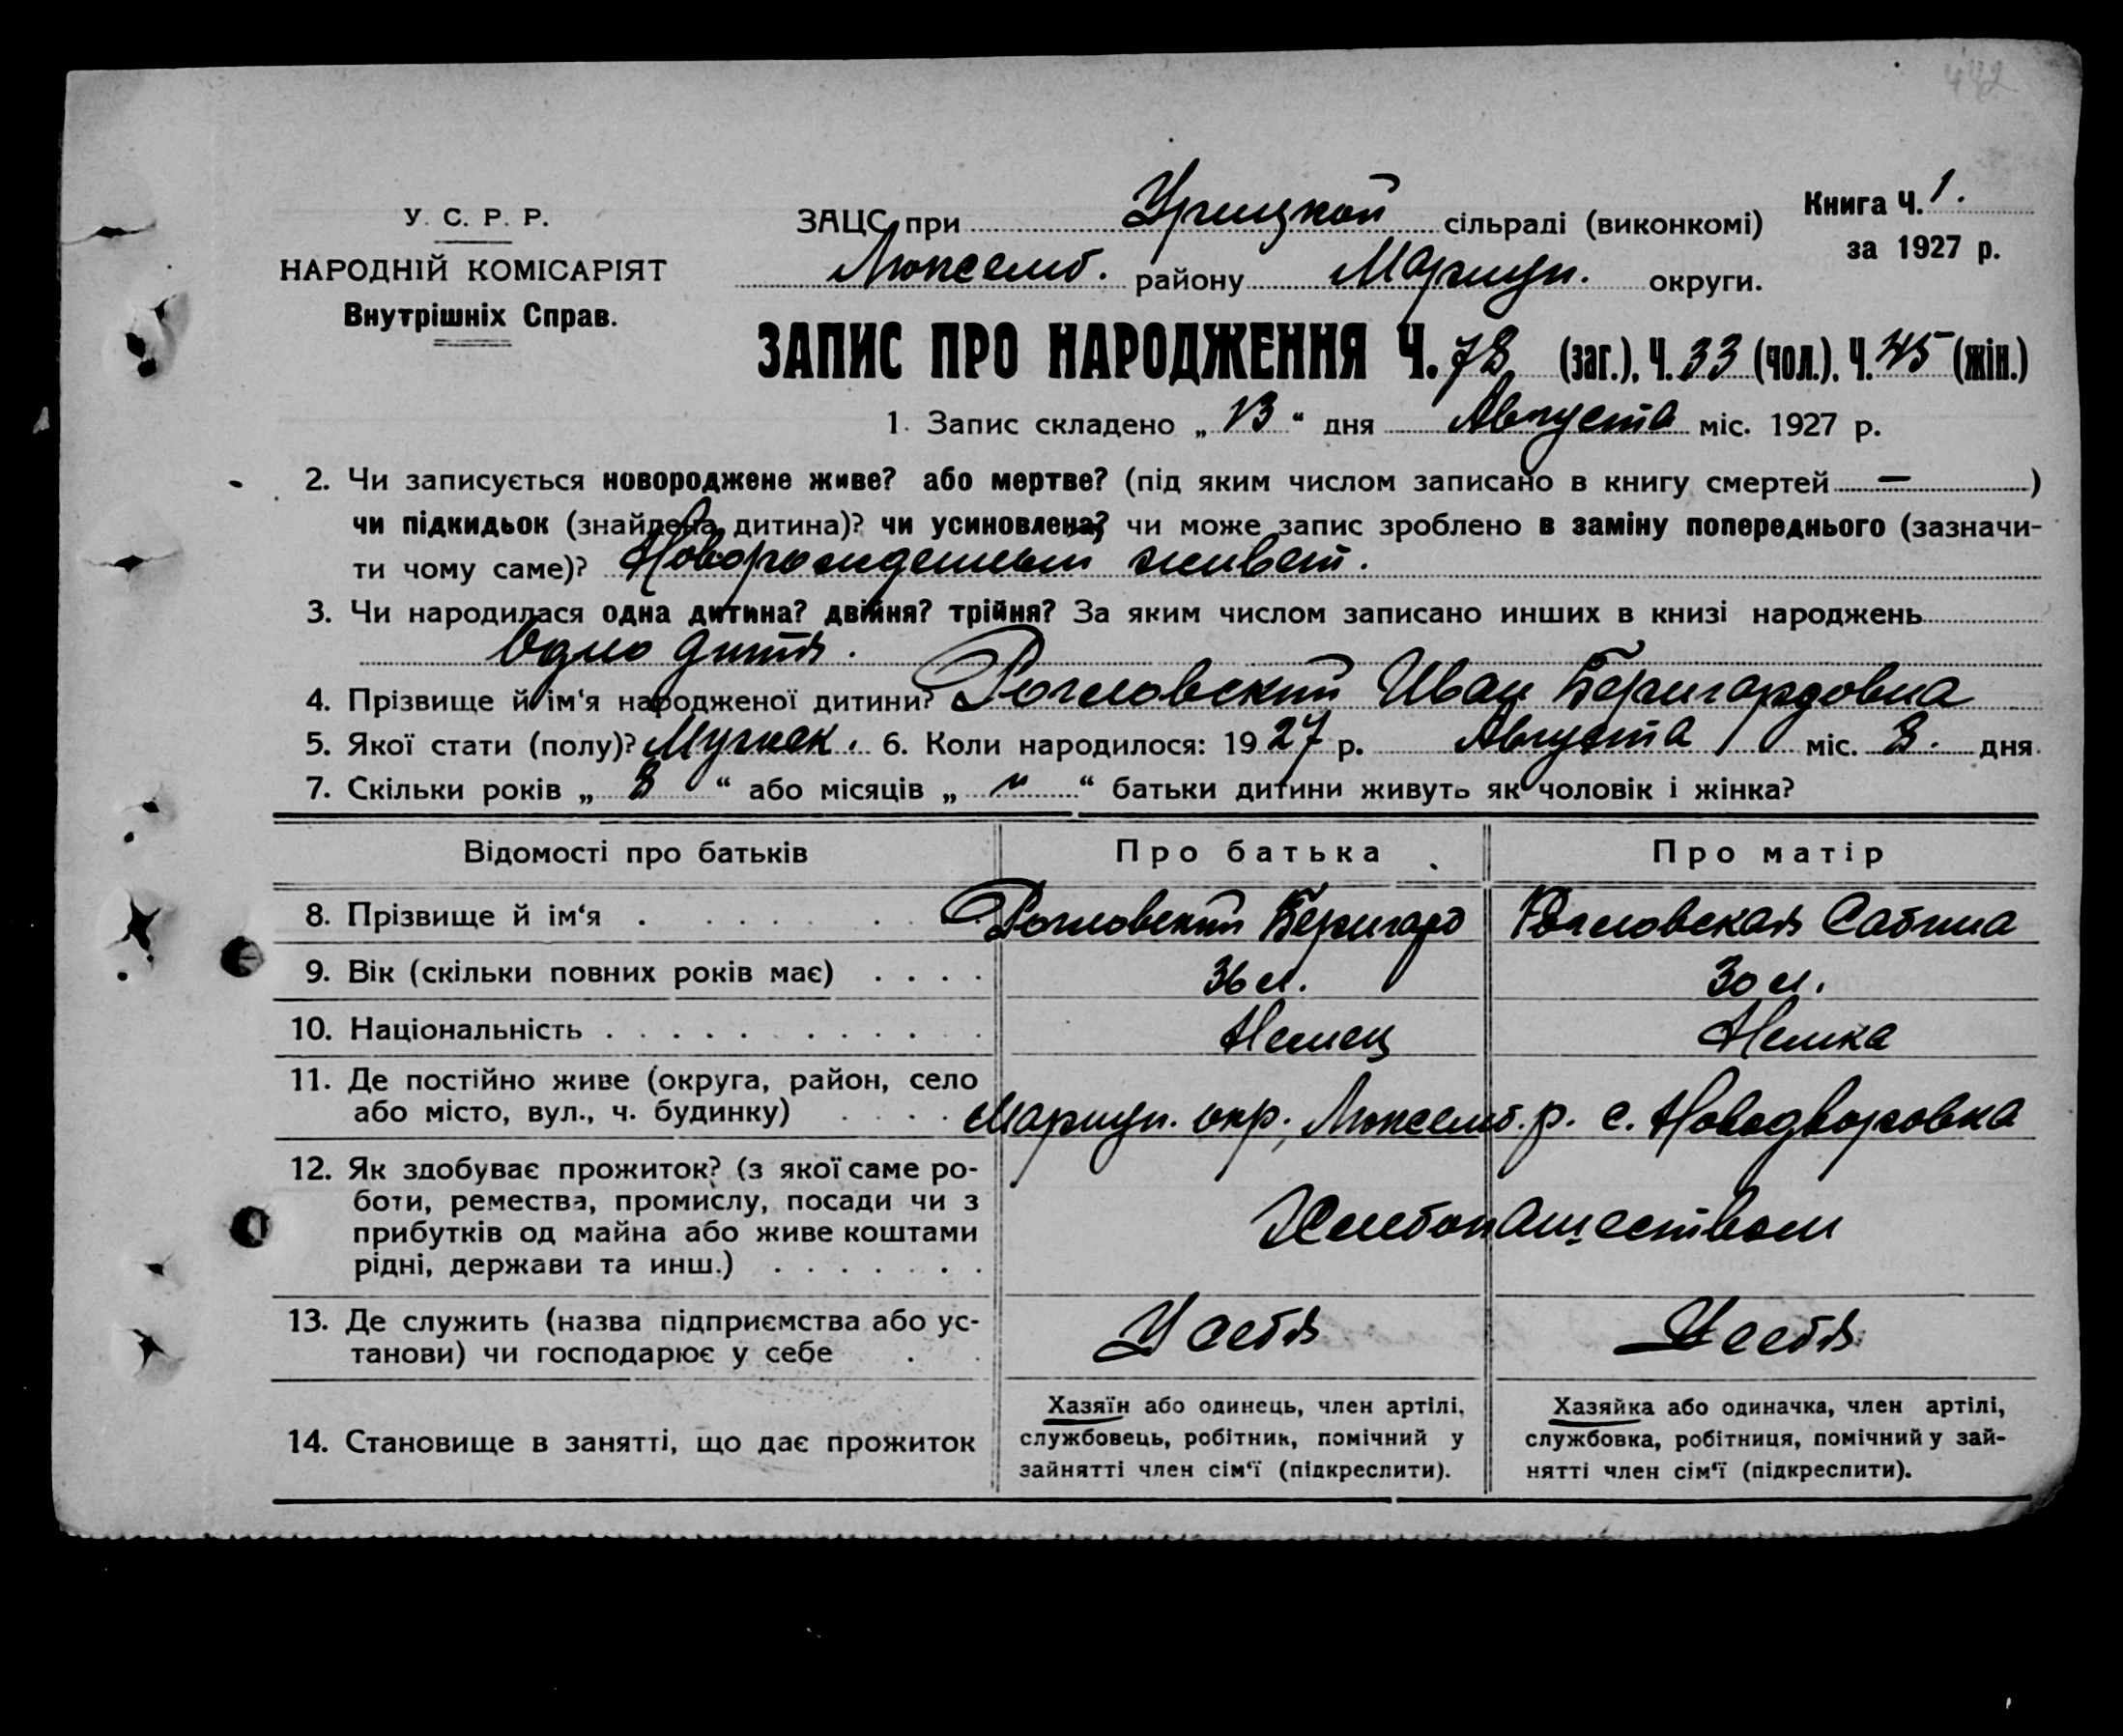 442
У. С. Р. Р.
НАРОДНІЙ КОМІСАРІЯТ
Внутрішніх Справ.
ЗАЦС при Урицкой сільраді (виконкомі)
Люксемб. району Мариуп. округи.
Книга Ч. 1.
за 1927 р.
ЗАПИС ПРО НАРОДЖЕННЯ Ч. 78 (заг.), Ч. 33 (чол.), Ч. 45 (жін.)
1. Запис складено „ 13 “ дня Августа міс. 1927 р.
2. Чи записується новороджене живе? або мертве? (під яким числом записано в книгу смертей — )
чи підкидьок (знайдена дитина)? чи усиновлена? чи може запис зроблено в заміну попереднього (зазначи-
ти чому саме)? живет.
3. Чи народилася одна дитина? двійня? трійня? За яким числом записано инших в книзі народжень
Одно дитя.
4. Прізвище й ім'я народженої дитини? Иван
5. Якої стати (полу)? Мужск. 6. Коли народилося: 1927 р. Августа міс. 8. дня
7. Скільки років „ 8 “ або місяців „ “ батьки дитини живуть як чоловік і жінка?
Відомості про батьків Про батька Про матір
8. Прізвище й ім'я Сабина
9. Вік (скільки повних років має) 36 л. 30 л.
10. Національність Немец Немка
11. Де постійно живе (округа, район, село
або місто, вул., ч. будинку) Мариуп. окр., Люксемб. р. с. Новодворовка
12. Як здобуває прожиток? (з якої саме ро-
боти, ремества, промислу, посади чи з
прибутків од майна або живе коштами
рідні, держави та инш.)
Хлебопашеством
13. Де служить (назва підприємства або ус-
танови) чи господарює у себе У себя У себя
14. Становище в занятті, що дає прожиток
Хазяїн або одинець, член артілі,
службовець, робітник, помічний у
зайнятті член сім'ї (підкреслити).
Хазяйка або одиначка, член артілі,
службовка, робітниця, помічний у зай-
нятті член сім'ї (підкреслити).